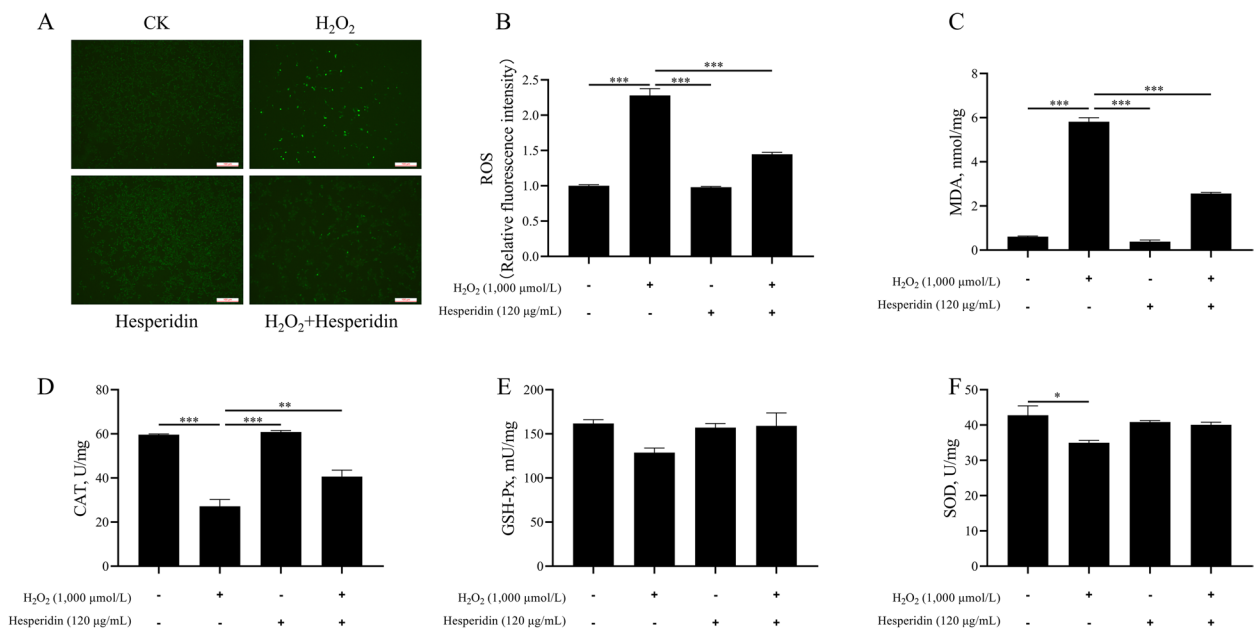 A
CK
H₂O₂
Hesperidin
H₂O₂+Hesperidin
B
ROS
(Relative fluorescence intensity)
2.5
2.0
1.5
1.0
0.5
0.0
***
***
***
H₂O₂ (1,000 μmol/L) - + - +
Hesperidin (120 μg/mL) - - + +
C
MDA, nmol/mg
8
6
4
2
0
***
***
***
H₂O₂ (1,000 μmol/L) - + - +
Hesperidin (120 μg/mL) - - + +
D
CAT, U/mg
80
60
40
20
0
**
***
***
H₂O₂ (1,000 μmol/L) - + - +
Hesperidin (120 μg/mL) - - + +
E
GSH-Px, mU/mg
200
150
100
50
0
H₂O₂ (1,000 μmol/L) - + - +
Hesperidin (120 μg/mL) - - + +
F
SOD, U/mg
50
40
30
20
10
0
*
H₂O₂ (1,000 μmol/L) - + - +
Hesperidin (120 μg/mL) - - + +